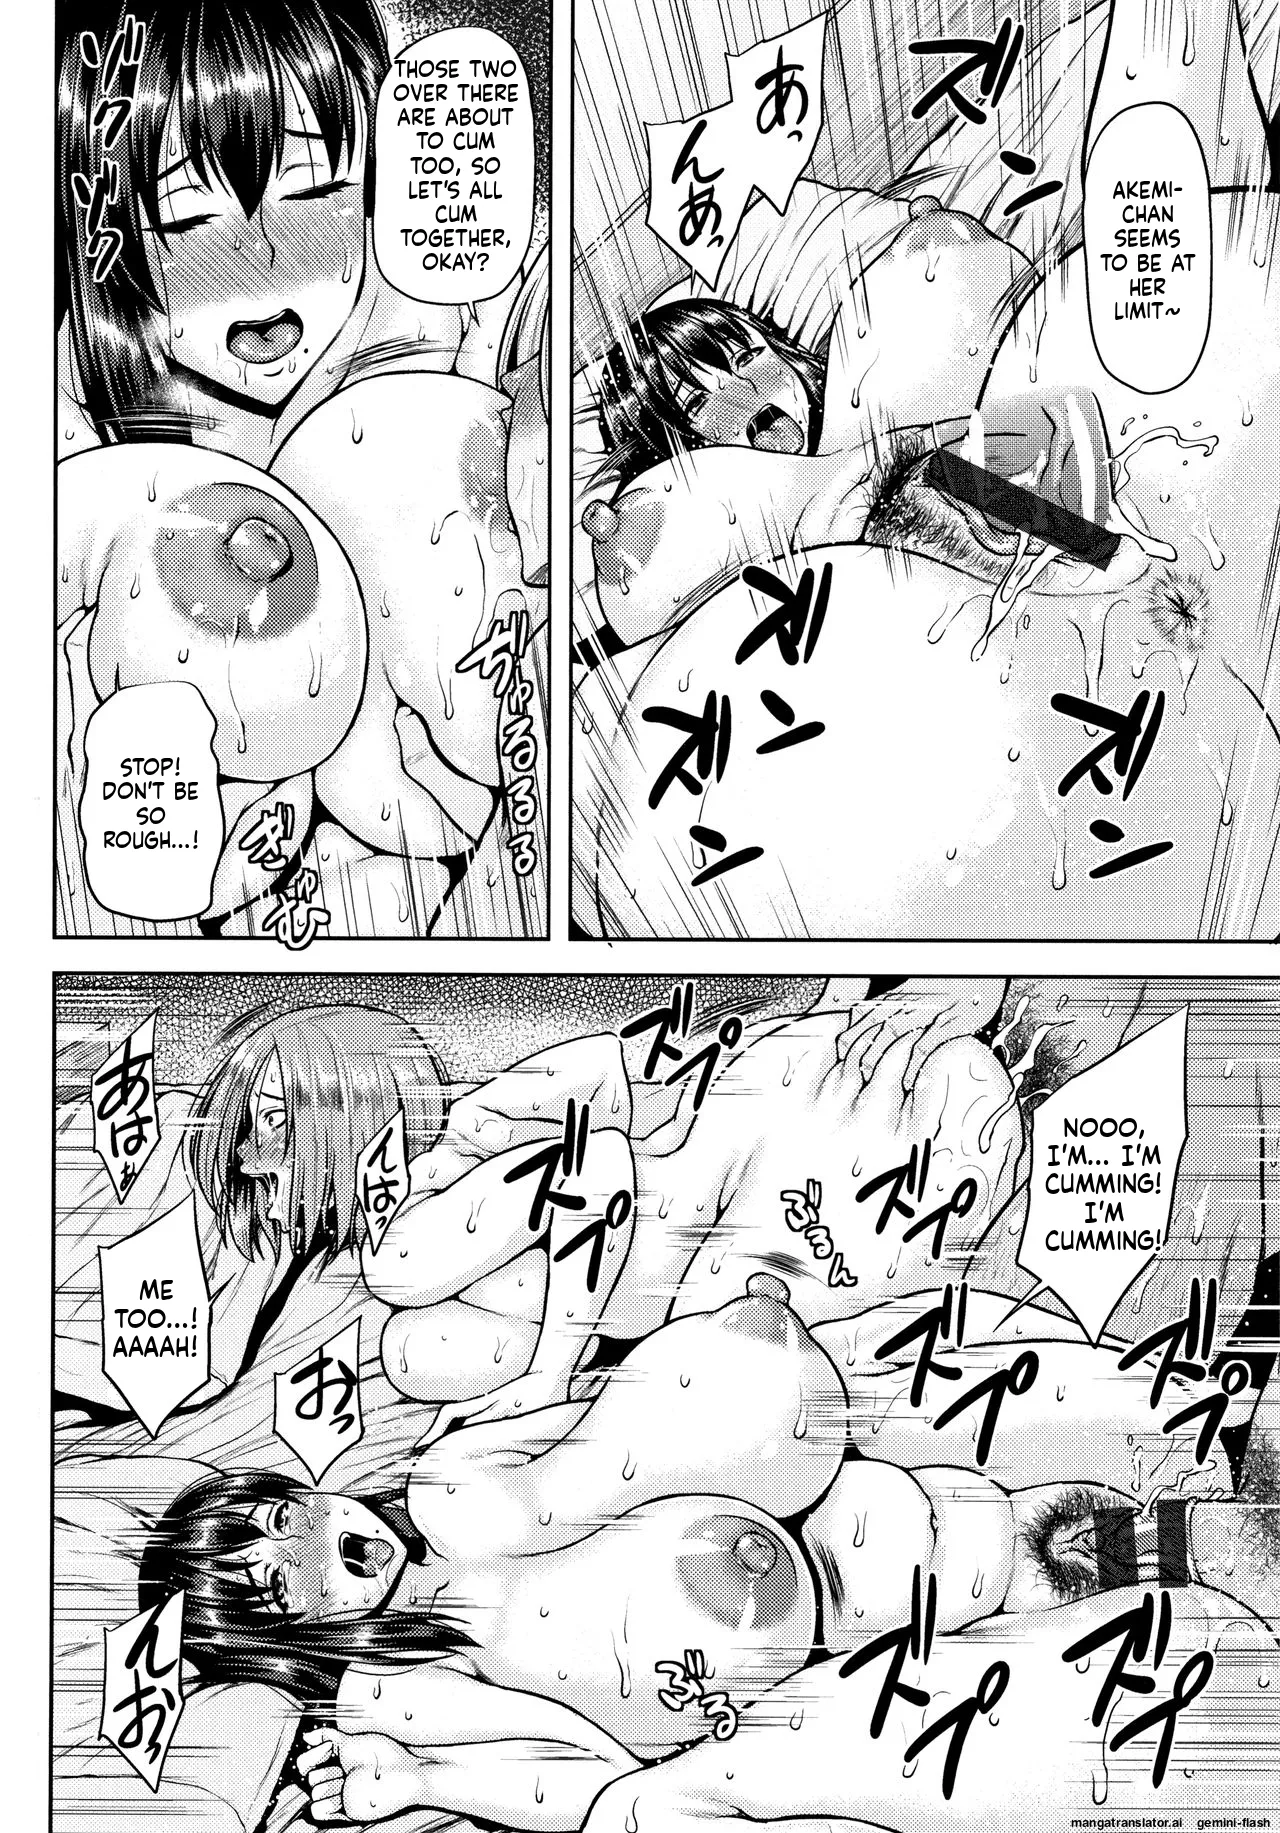 AKEMI-
CHAN
SEEMS
TO BE AT
HER
LIMIT~
あっ
んあっ
ズン
ズン
ズン
THOSE TWO
OVER THERE
ARE ABOUT
TO CUM
TOO, SO
LET'S ALL
CUM
TOGETHER,
OKAY?
ゾクゾク
STOP!
DON'T BE
SO
ROUGH...!
ぢゅるるるる
ぎゅむ
NOOO,
I'M... I'M
CUMMING!
I'M
CUMMING!
ズプ
ズプ
ズプ
ズプ
ズプ
ズプ
ズプ
ぶるん
あはぁ
んはっ
ME
TOO...!
AAAAH!
おっ
んおおっ
ぶる
mangatranslator.ai gemini-flash